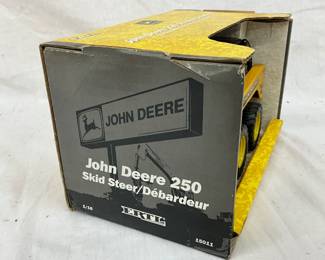 JOHN DEERE
John Deere 250
Skid Steer/Débardeur
ERTL
1/16
15011